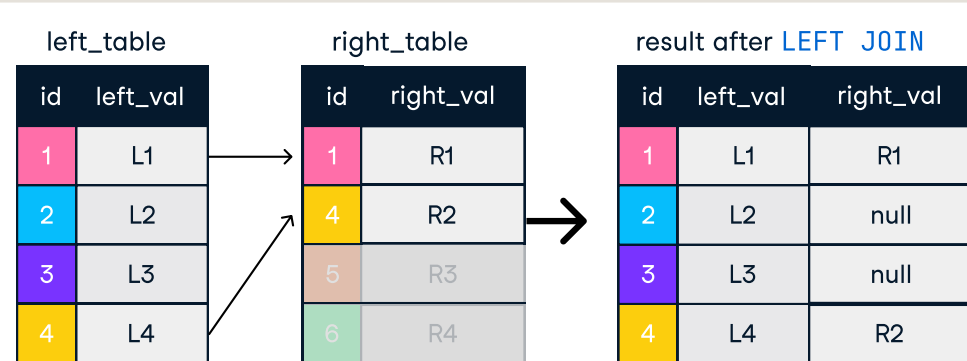 left_table right_table result after LEFT JOIN
id left_val id right_val id left_val right_val
1 L1 1 R1 1 L1 R1
2 L2 4 R2 2 L2 null
3 L3 5 R3 3 L3 null
4 L4 6 R4 4 L4 R2